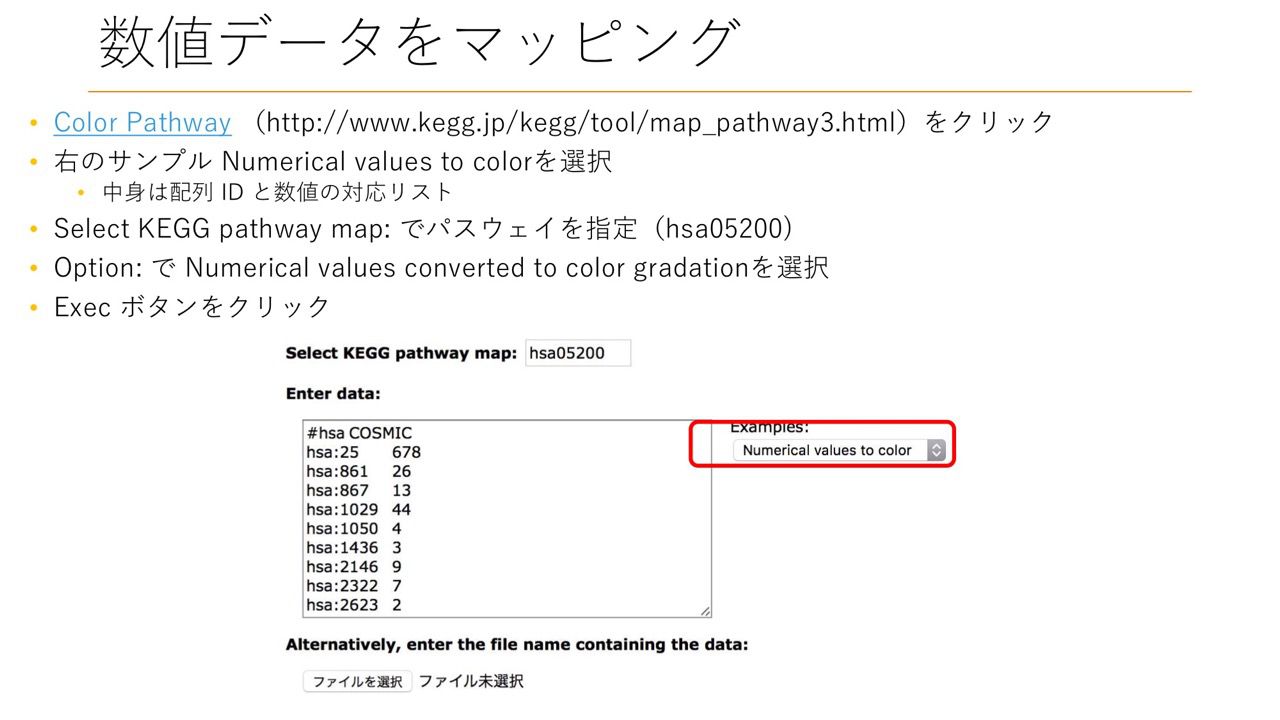 数値データをマッピング
• Color Pathway （http://www.kegg.jp/kegg/tool/map_pathway3.html）をクリック
• 右のサンプル Numerical values to colorを選択
• 中身は配列 ID と数値の対応リスト
• Select KEGG pathway map: でパスウェイを指定（hsa05200）
• Option: で Numerical values converted to color gradationを選択
• Exec ボタンをクリック
Select KEGG pathway map: hsa05200
Enter data:
Examples:
Numerical values to color
#hsa COSMIC
hsa:25 678
hsa:861 26
hsa:867 13
hsa:1029 44
hsa:1050 4
hsa:1436 3
hsa:2146 9
hsa:2322 7
hsa:2623 2
Alternatively, enter the file name containing the data:
ファイルを選択 ファイル未選択